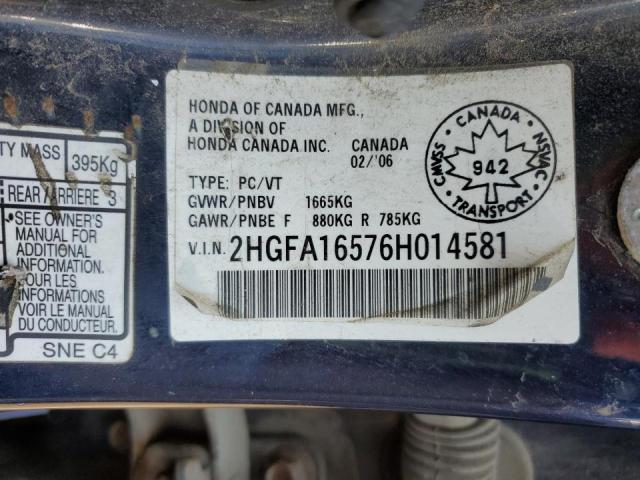 TY MASS 395Kg
REAR/ARRIERE 3
SEE OWNER'S
MANUAL FOR
ADDITIONAL
INFORMATION.
POUR LES
INFORMATIONS
VOIR LE MANUEL
DU CONDUCTEUR.
SNE C4
HONDA OF CANADA MFG.,
A DIVISION OF
HONDA CANADA INC. CANADA
02/'06
TYPE: PC/VT
GVWR/PNBV 1665KG
GAWR/PNBE F 880KG R 785KG
V.I.N. 2HGFA16576H014581
CANADA
CMVSS
942
NSVAC
TRANSPORT